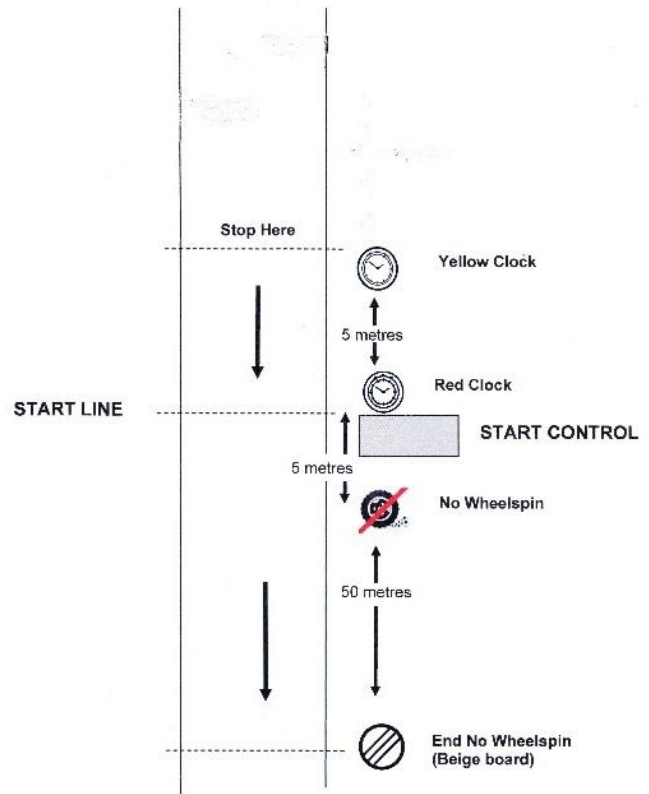 Stop Here
Yellow Clock
5 metres
Red Clock
START LINE
START CONTROL
5 metres
No Wheelspin
50 metres
End No Wheelspin
(Beige board)